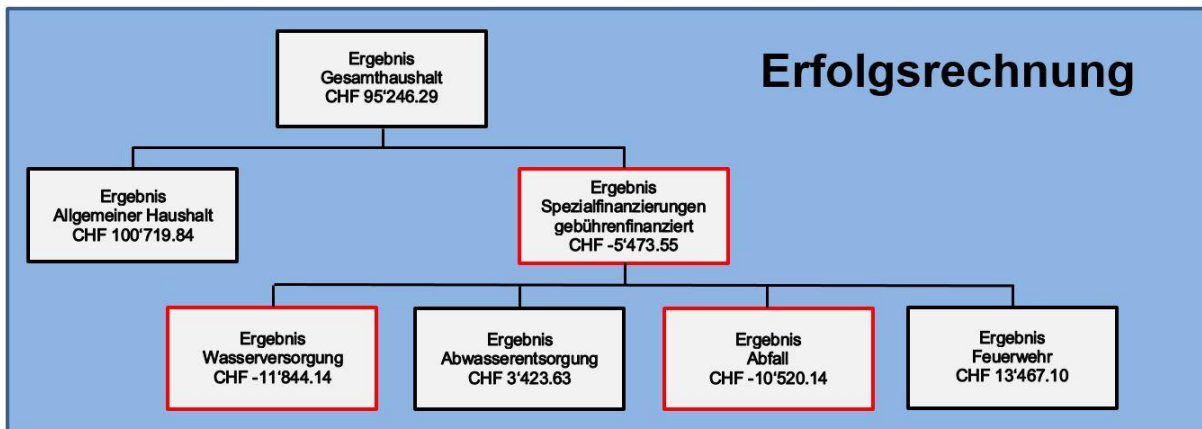 Erfolgsrechnung
Ergebnis
Gesamthaushalt
CHF 95‘246.29
Ergebnis
Allgemeiner Haushalt
CHF 100‘719.84
Ergebnis
Spezialfinanzierungen
gebührenfinanziert
CHF -5‘473.55
Ergebnis
Wasserversorgung
CHF -11‘844.14
Ergebnis
Abwasserentsorgung
CHF 3‘423.63
Ergebnis
Abfall
CHF -10‘520.14
Ergebnis
Feuerwehr
CHF 13‘467.10